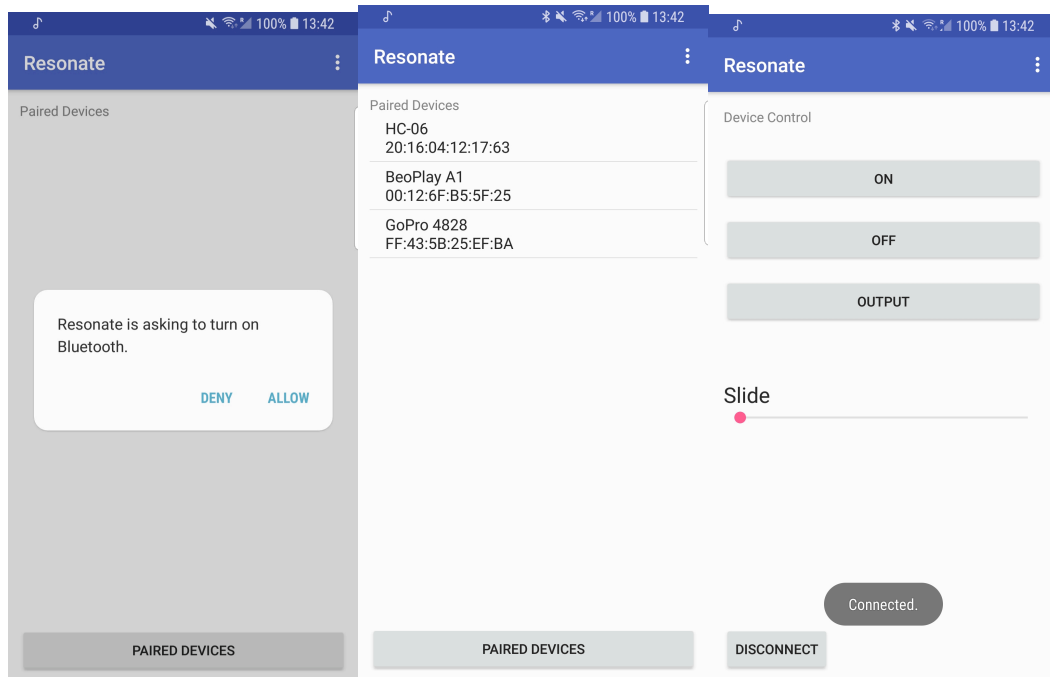 100% 13:42
Resonate
Paired Devices
Resonate is asking to turn on
Bluetooth.
DENY ALLOW
PAIRED DEVICES
100% 13:42
Resonate
Paired Devices
HC-06
20:16:04:12:17:63
BeoPlay A1
00:12:6F:B5:5F:25
GoPro 4828
FF:43:5B:25:EF:BA
PAIRED DEVICES
100% 13:42
Resonate
Device Control
ON
OFF
OUTPUT
Slide
Connected.
DISCONNECT